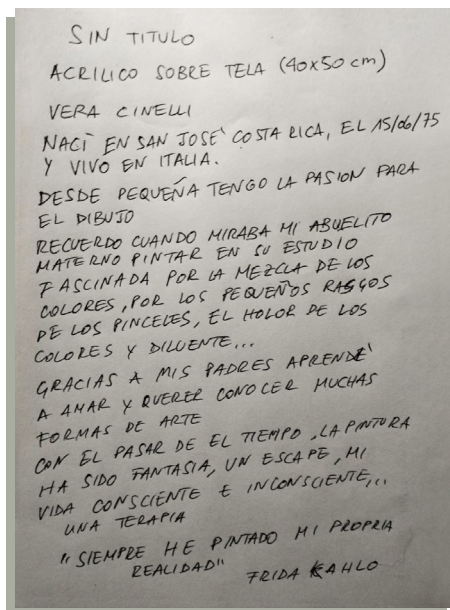 SIN TITULO
ACRILICO SOBRE TELA (40x50 cm)
VERA CINELLI
NACÌ EN SAN JOSE' COSTA RICA, EL 15/06/75
Y VIVO EN ITALIA.
DESDE PEQUEÑA TENGO LA PASION PARA
EL DIBUJO
RECUERDO CUANDO MIRABA MI ABUELITO
MATERNO PINTAR EN SU ESTUDIO
FASCINADA POR LA MEZCLA DE LOS
COLORES, POR LOS PEQUEÑOS RASGOS
DE LOS PINCELES, EL HOLOR DE LOS
COLORES Y DILUENTE...
GRACIAS A MIS PADRES APRENDE'
A AMAR Y QUERER CONOCER MUCHAS
FORMAS DE ARTE
CON EL PASAR DE EL TIEMPO, LA PINTURA
HA SIDO FANTASIA, UN ESCAPE, MI
VIDA CONSCIENTE E INCONSCIENTE...
UNA TERAPIA
"SIEMPRE HE PINTADO MI PROPRIA
REALIDAD"
FRIDA KAHLO